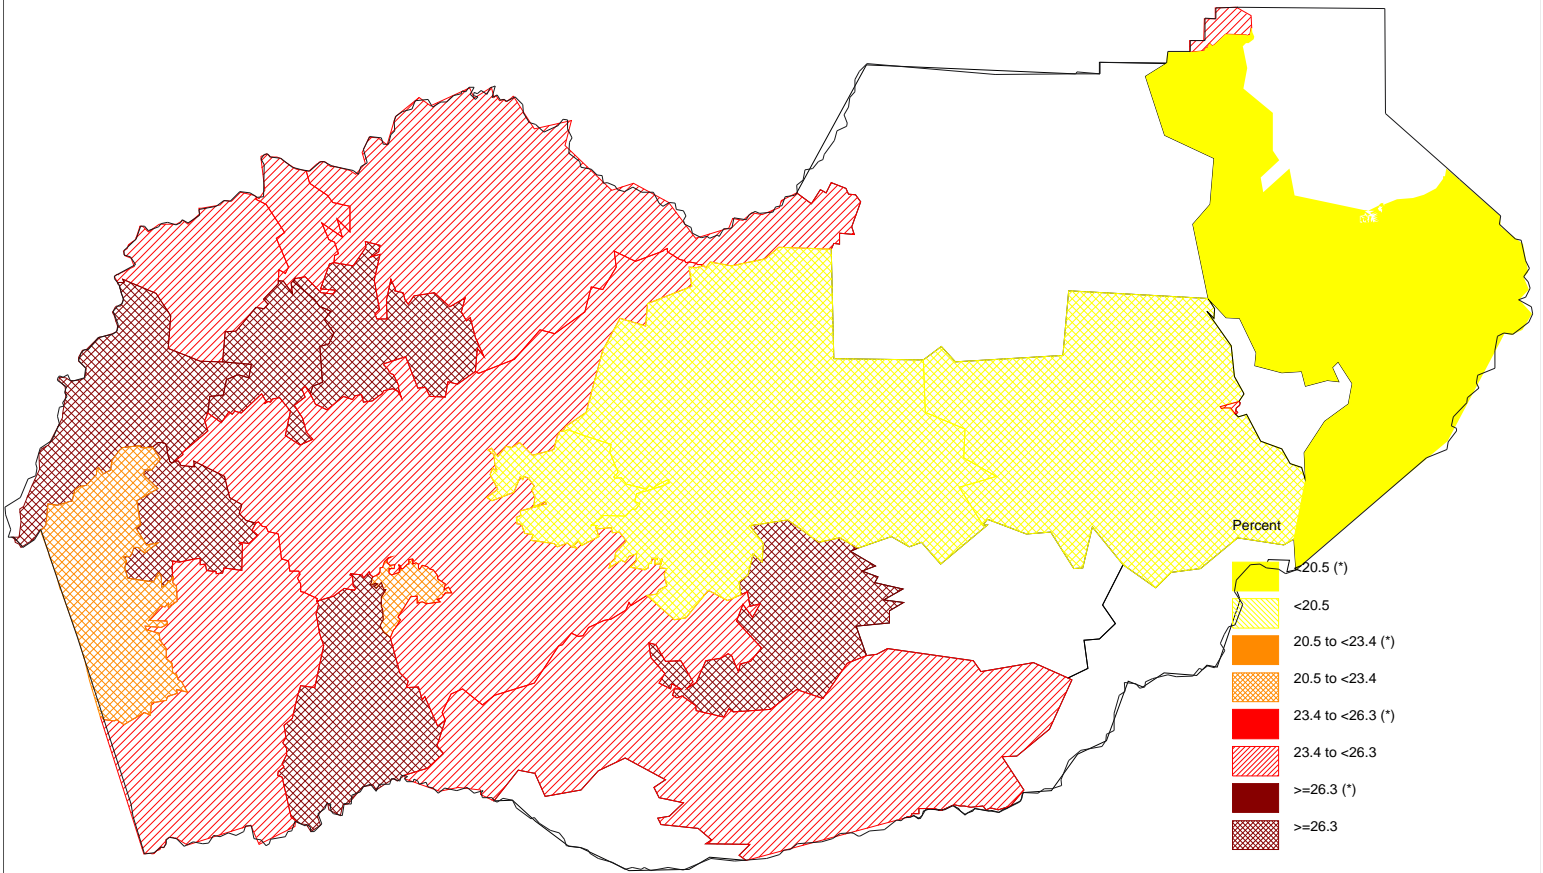 Percent
<20.5 (*)
<20.5
20.5 to <23.4 (*)
20.5 to <23.4
23.4 to <26.3 (*)
23.4 to <26.3
>=26.3 (*)
>=26.3